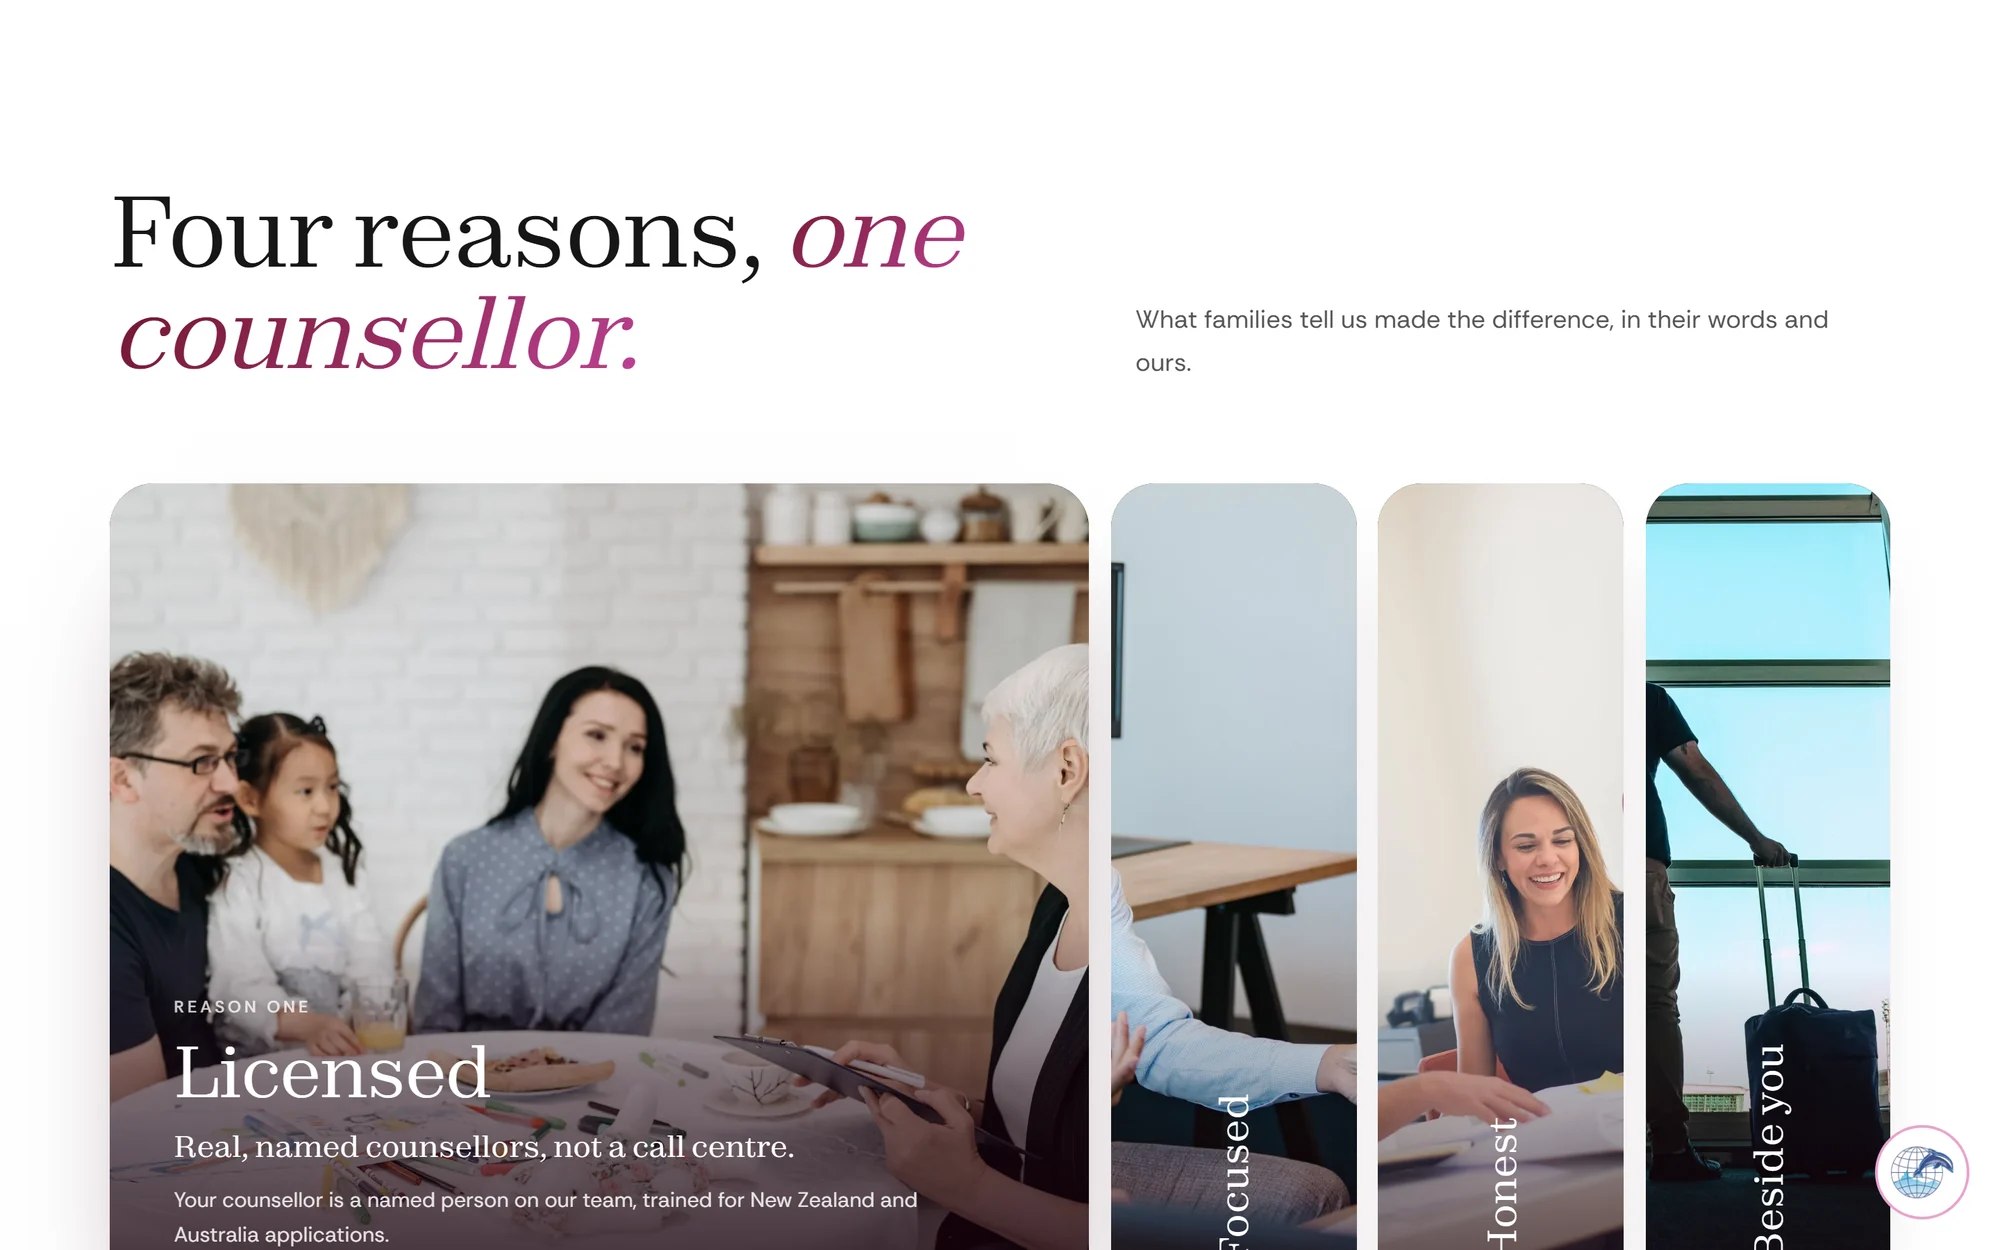 Four reasons, one
counsellor.
What families tell us made the difference, in their words and
ours.
REASON ONE
Licensed
Real, named counsellors, not a call centre.
Your counsellor is a named person on our team, trained for New Zealand and
Australia applications.
Focused
Honest
Beside you